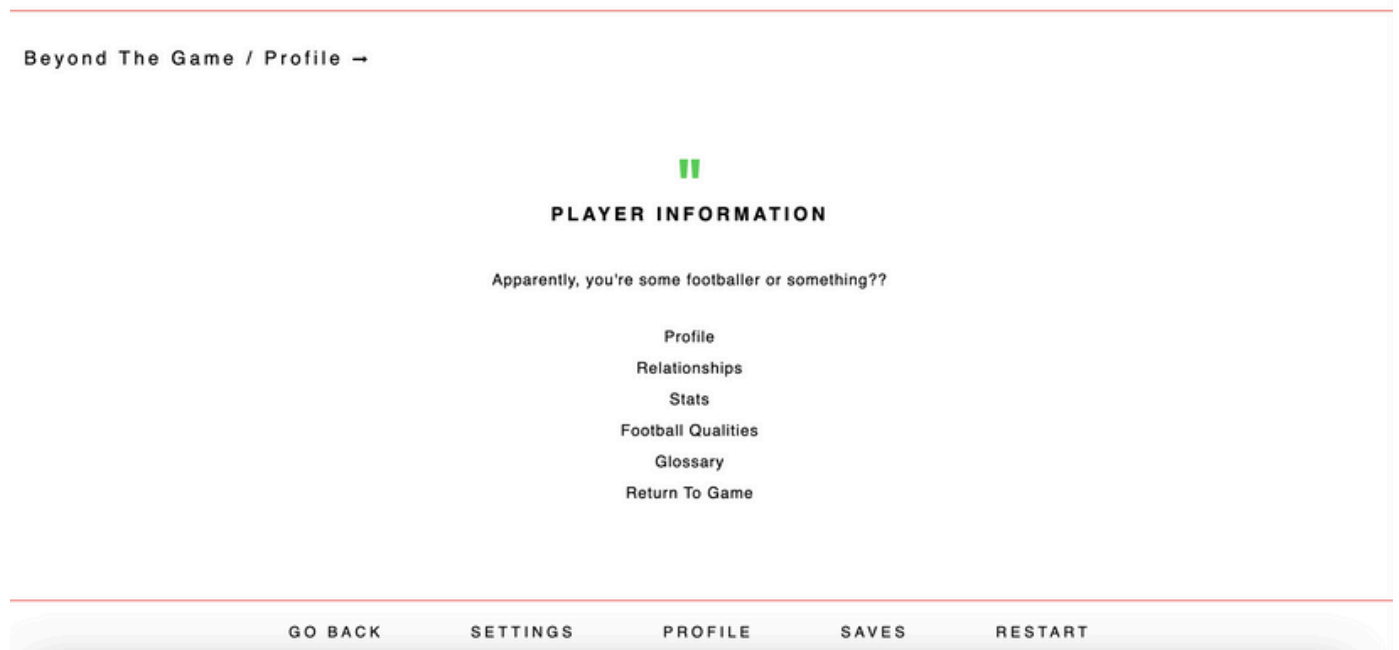 Beyond The Game / Profile →
"
PLAYER INFORMATION
Apparently, you're some footballer or something??
Profile
Relationships
Stats
Football Qualities
Glossary
Return To Game
GO BACK SETTINGS PROFILE SAVES RESTART